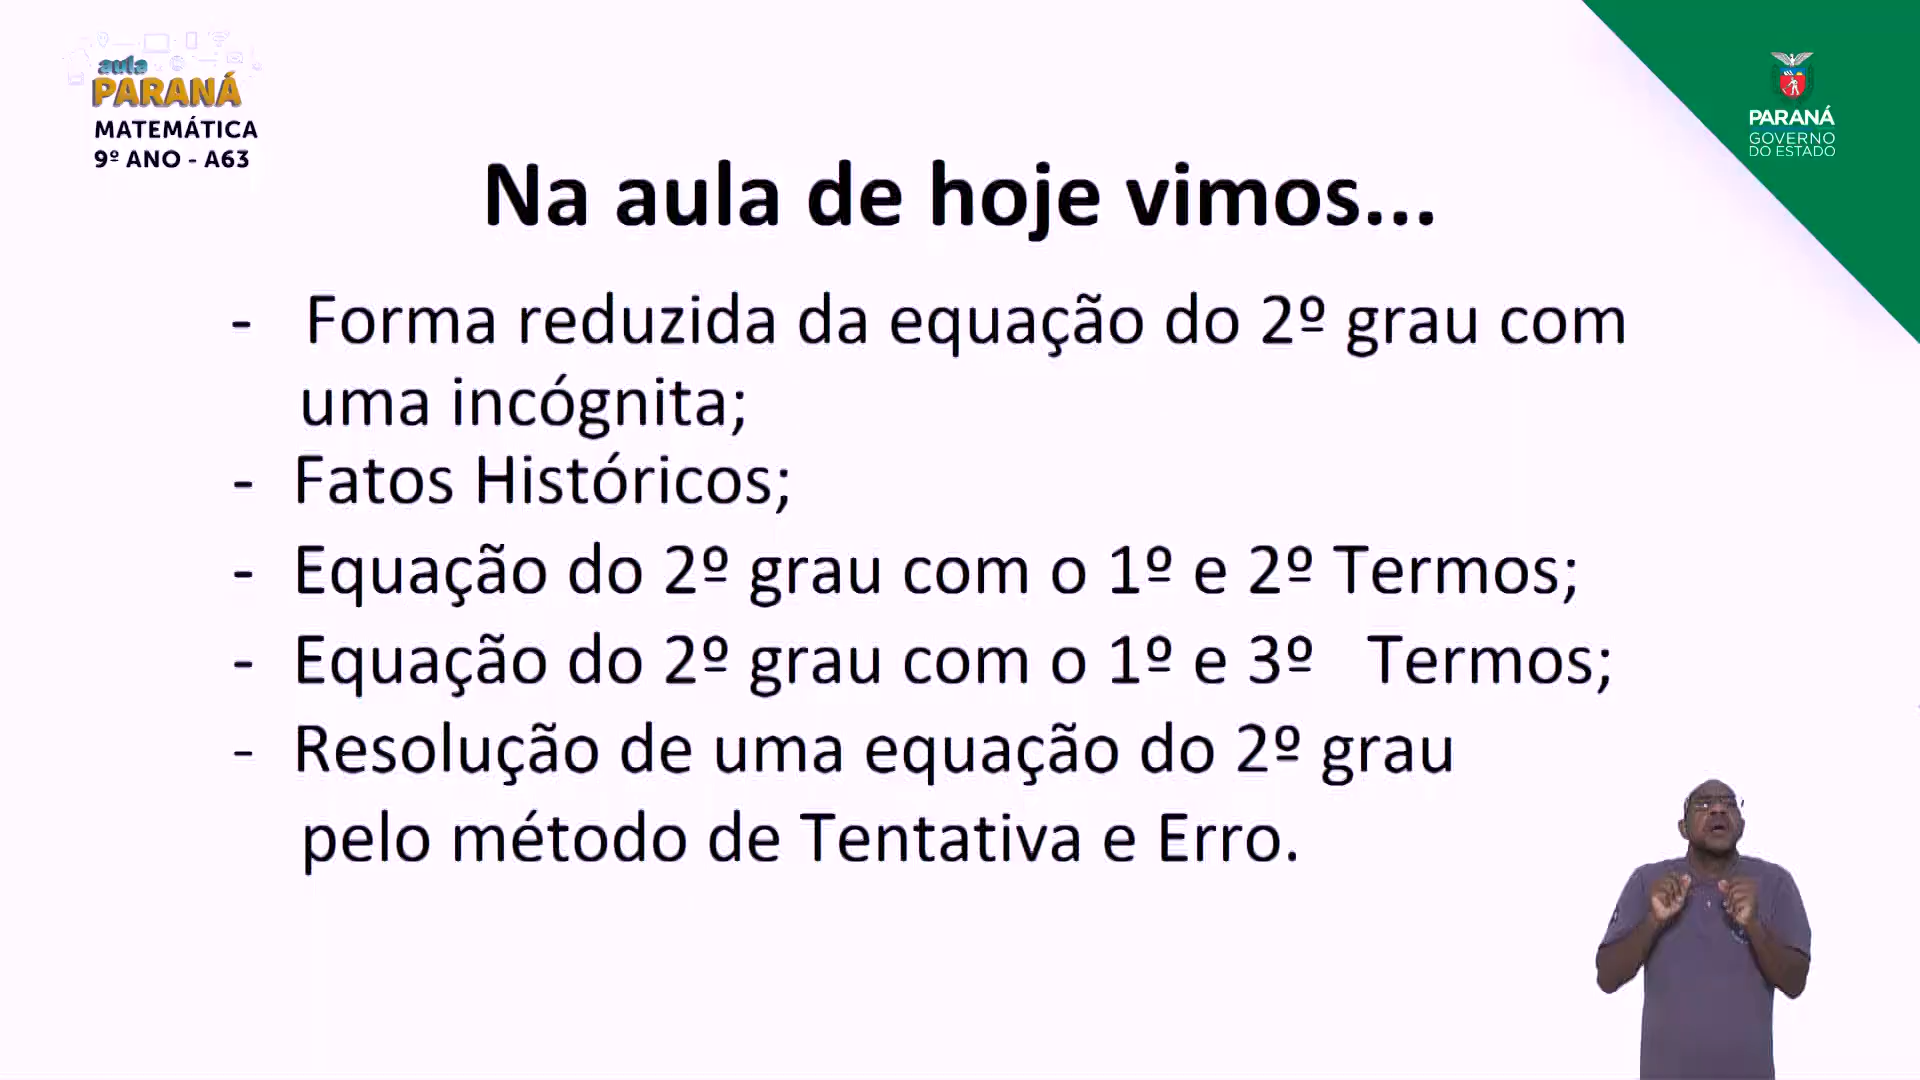 aula
PARANÁ
MATEMÁTICA
9º ANO - A63
PARANÁ
GOVERNO
DO ESTADO
Na aula de hoje vimos...
- Forma reduzida da equação do 2º grau com
uma incógnita;
- Fatos Históricos;
- Equação do 2º grau com o 1º e 2º Termos;
- Equação do 2º grau com o 1º e 3º Termos;
- Resolução de uma equação do 2º grau
pelo método de Tentativa e Erro.